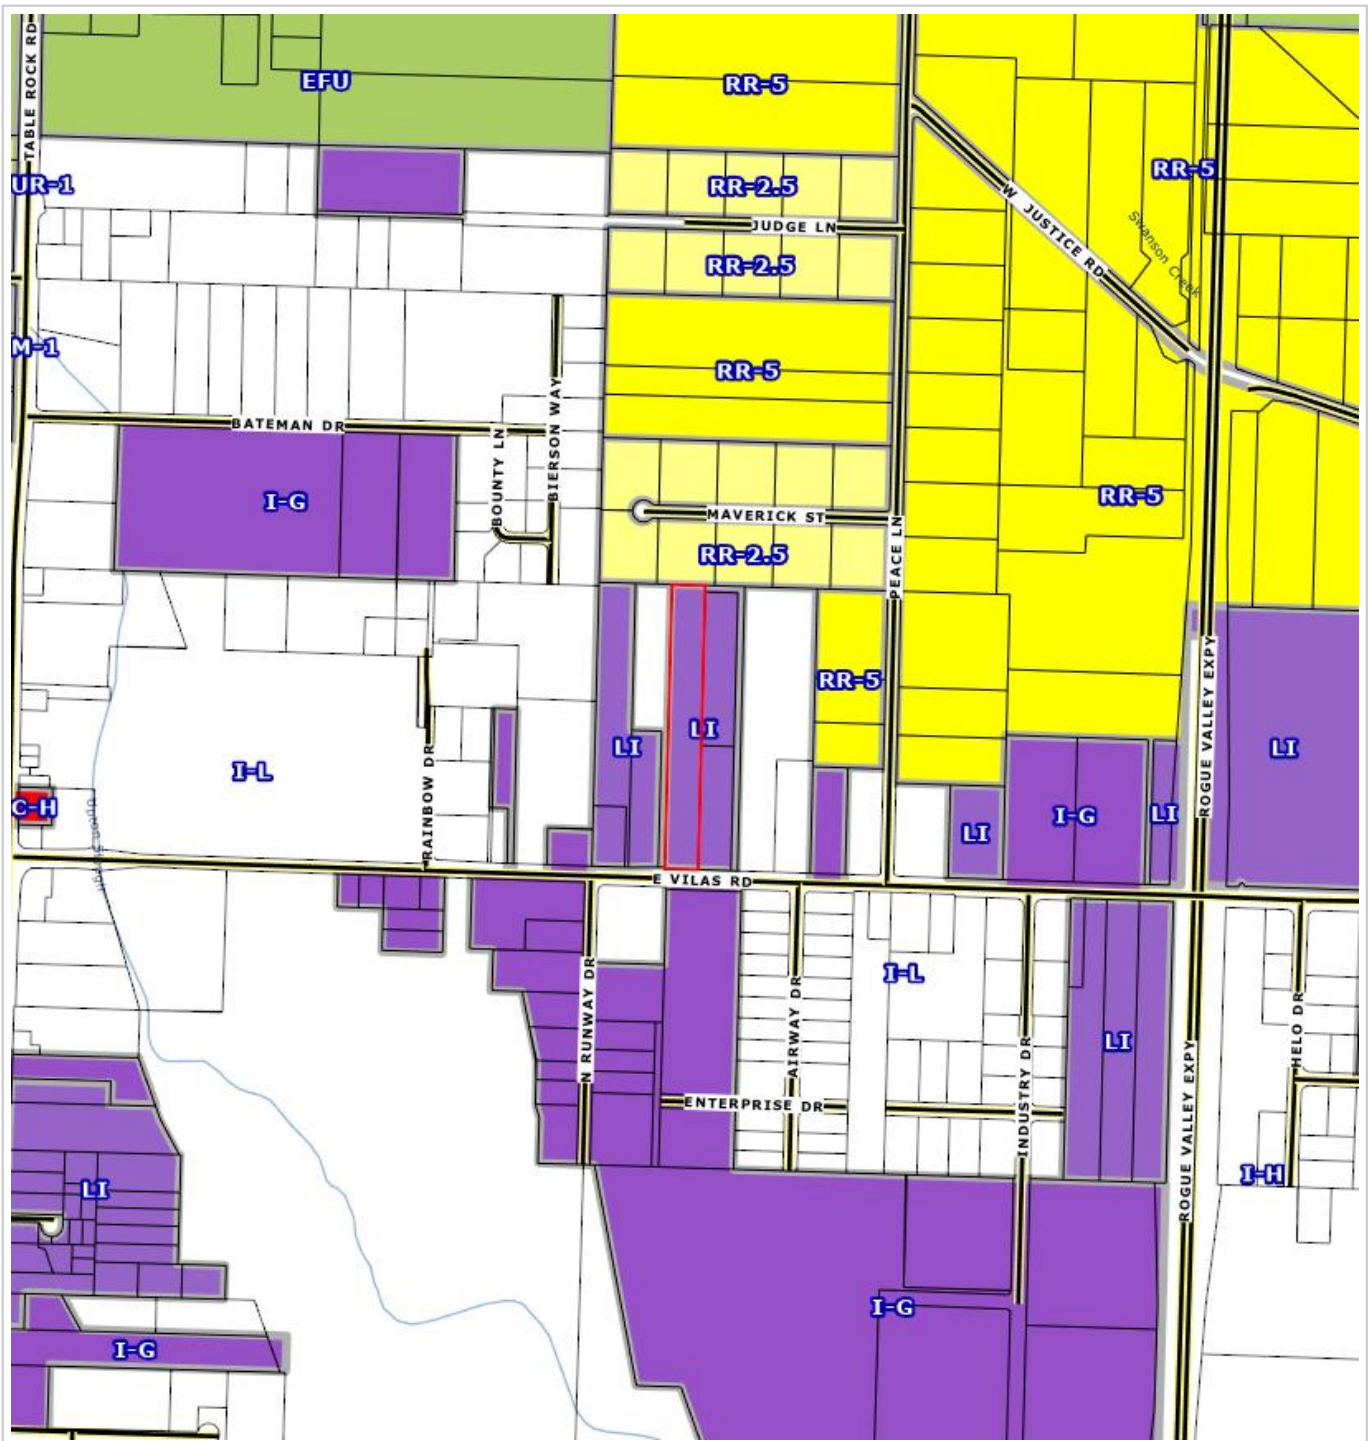 TABLE ROCK RD
EFU
RR-5
RR-5
UR-1
RR-2.5
W JUSTICE RD
Swanson Creek
JUDGE LN
RR-2.5
M-1
RR-5
BATEMAN DR
BOUNTY LN
BIERSON WAY
I-G
RR-5
MAVERICK ST
RR-2.5
PEACE LN
RR-5
ROGUE VALLEY EXPY
LI
LI
LI
I-L
RAINBOW DR
C-H
LI
I-G
LI
E VILAS RD
I-L
N RUNWAY DR
AIRWAY DR
INDUSTRY DR
HELO DR
LI
ENTERPRISE DR
ROGUE VALLEY EXPY
I-H
LI
I-G
I-G